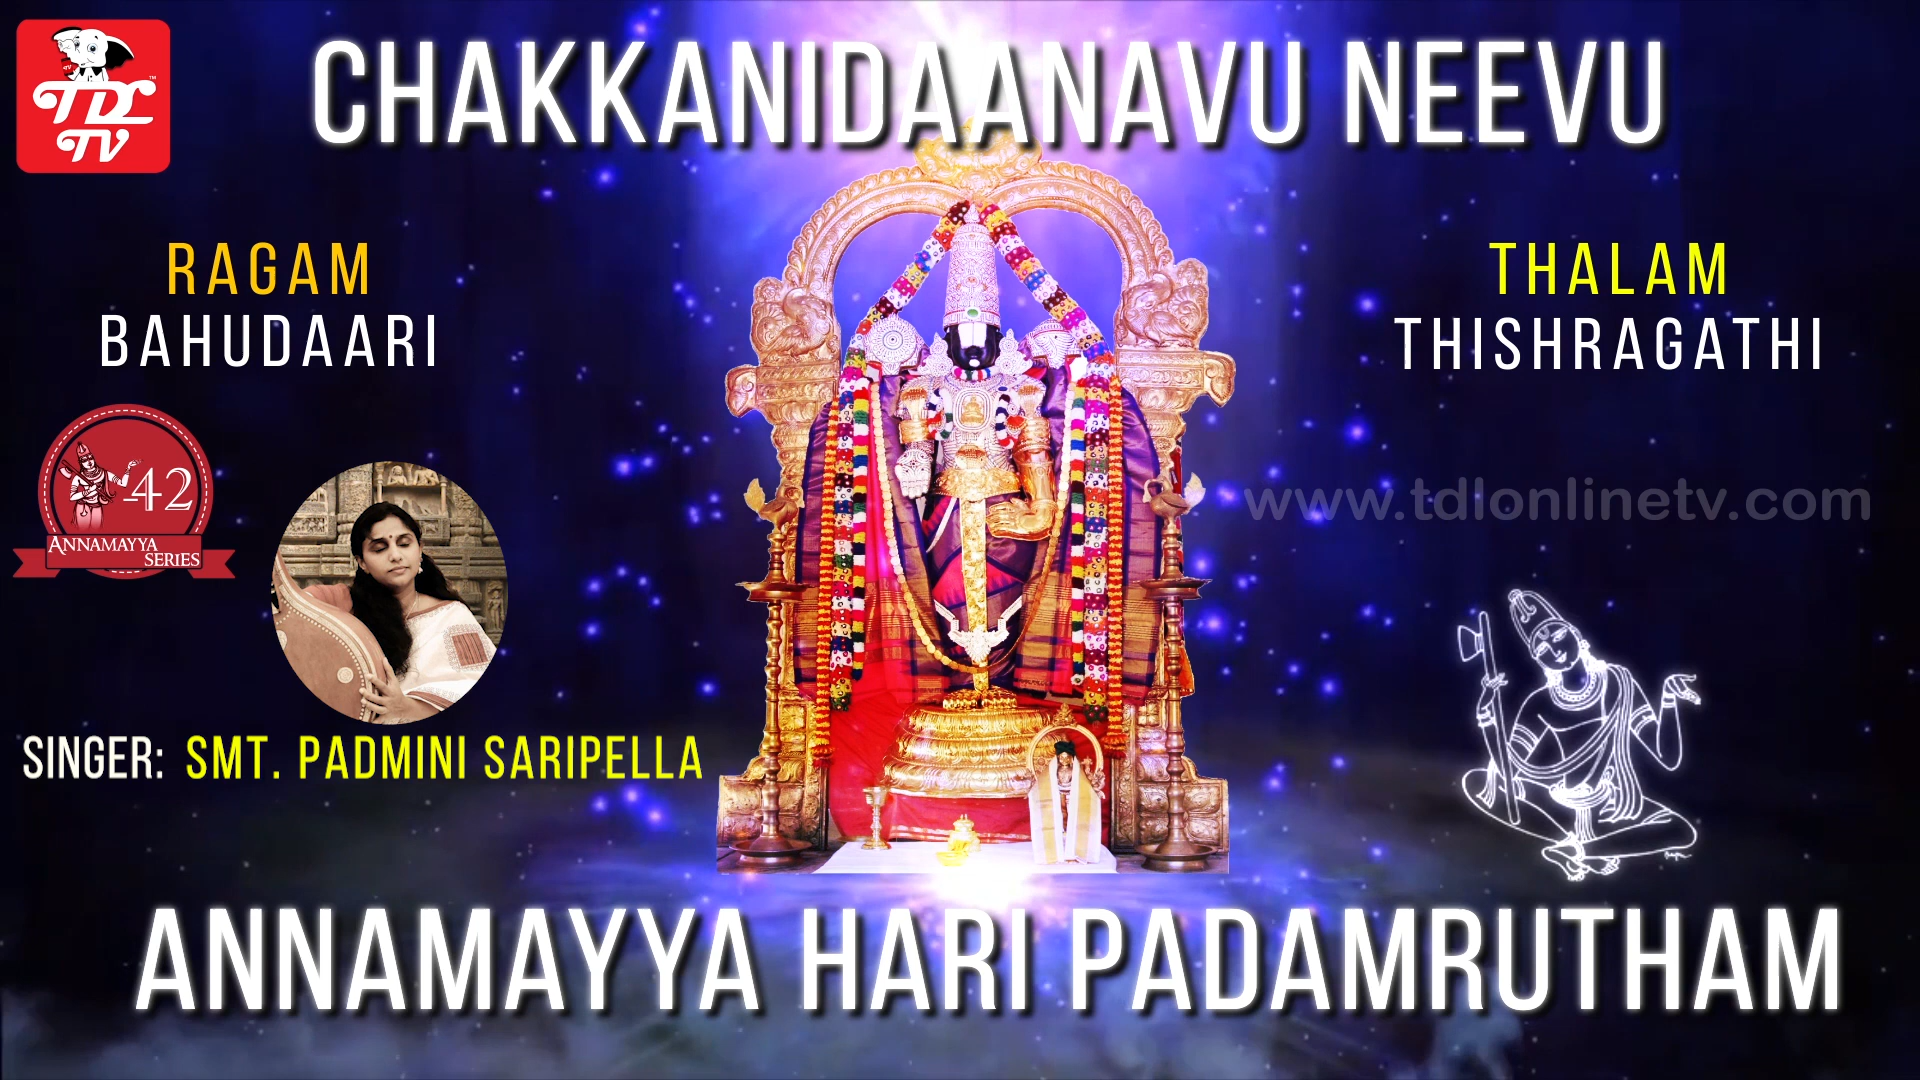 TDL
TV
TM
CHAKKANIDAANAVU NEEVU
RAGAM
BAHUDAARI
THALAM
THISHRAGATHI
42
ANNAMAYYA
SERIES
www.tdlonlinetv.com
SINGER: SMT. PADMINI SARIPELLA
ANNAMAYYA HARI PADAMRUTHAM